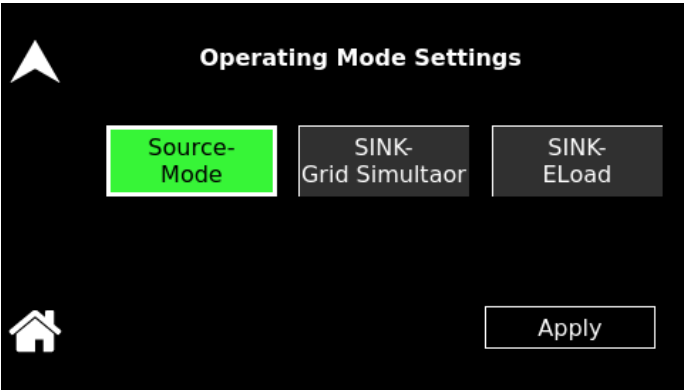 Operating Mode Settings
Source-
Mode
SINK-
Grid Simultaor
SINK-
ELoad
Apply